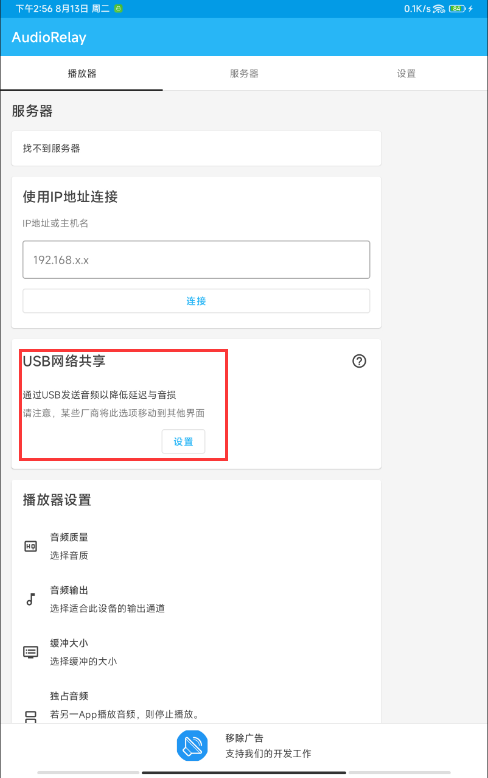 下午2:56 8月13日 周二
0.1K/s 84
AudioRelay
播放器 服务器 设置
服务器
找不到服务器
使用IP地址连接
IP地址或主机名
192.168.x.x
连接
USB网络共享
通过USB发送音频以降低延迟与音损
请注意，某些厂商将此选项移动到其他界面
设置
播放器设置
HQ
音频质量
选择音质
音频输出
选择适合此设备的输出通道
缓冲大小
选择缓冲的大小
独占音频
若另一App播放音频，则停止播放。
移除广告
支持我们的开发工作